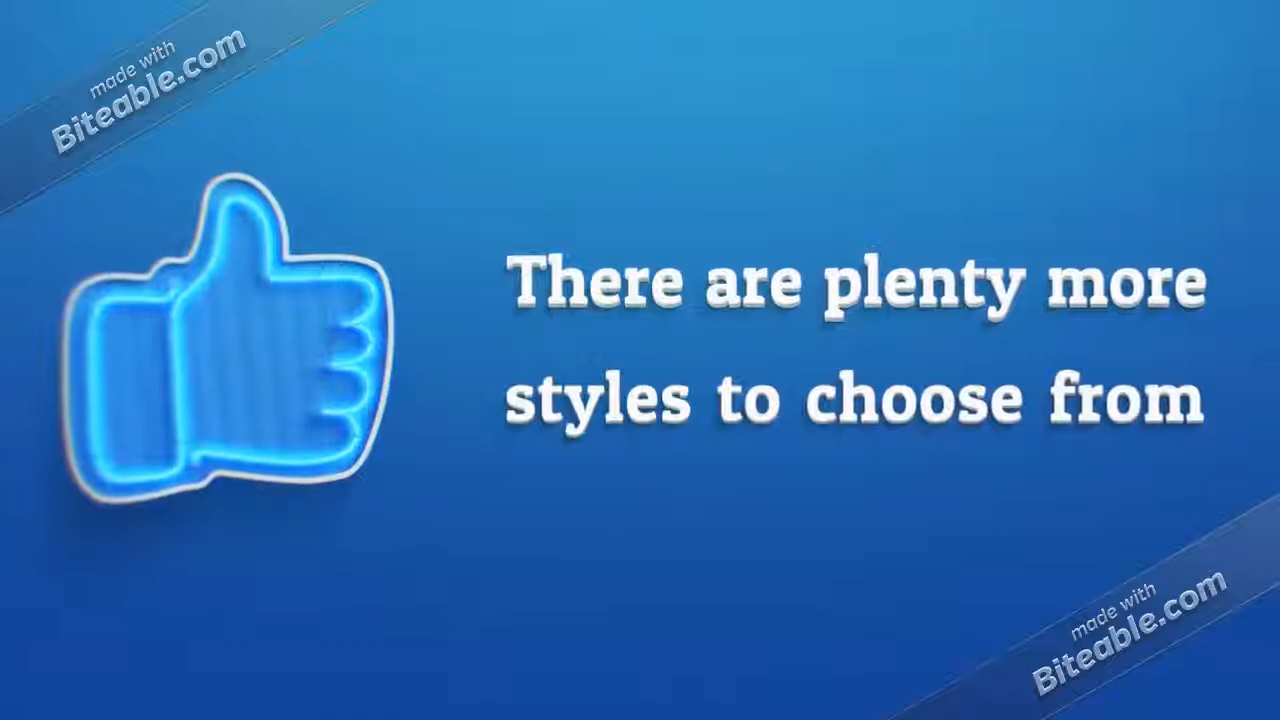 made with
Biteable.com
There are plenty more
styles to choose from
made with
Biteable.com